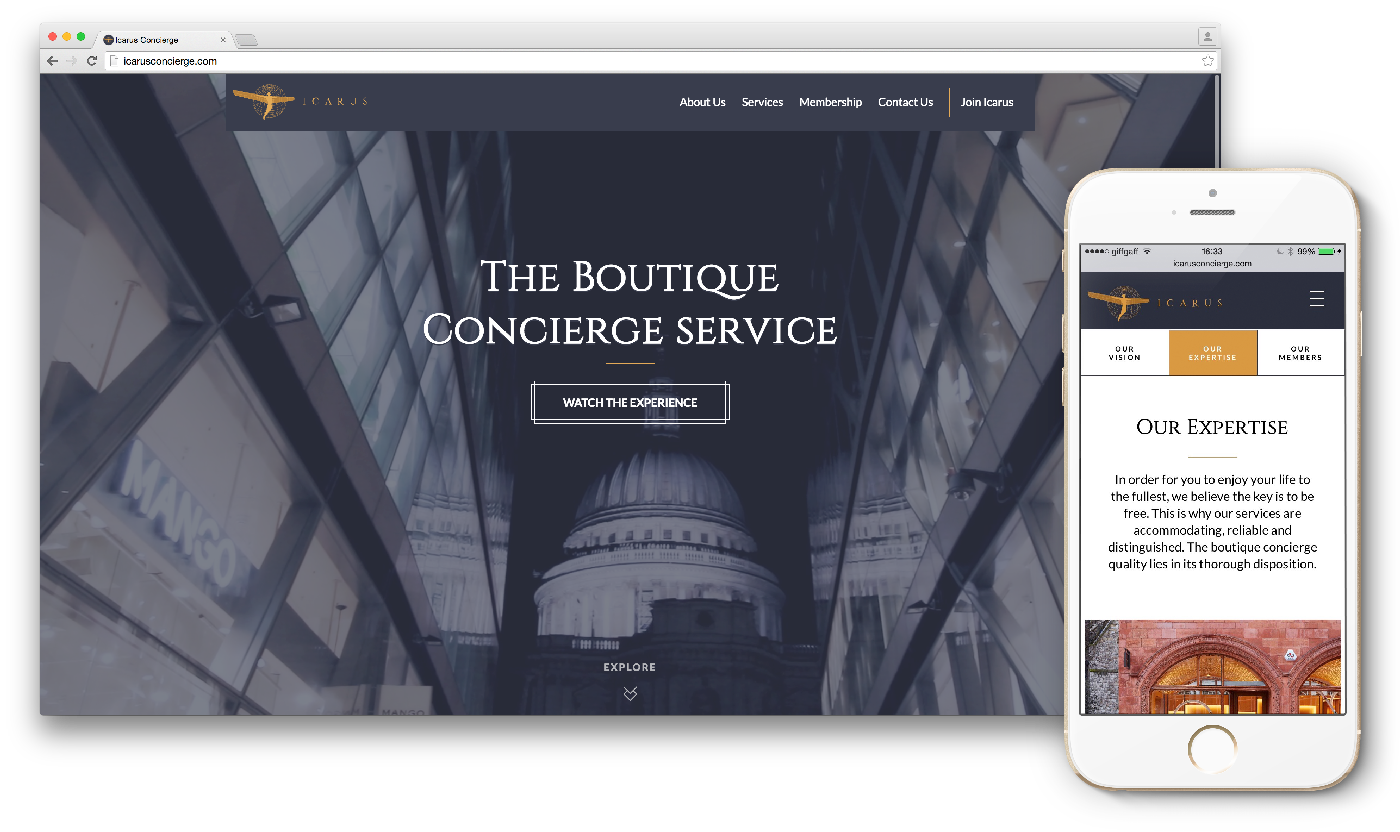 Icarus Concierge
icarusconcierge.com
ICARUS
About Us Services Membership Contact Us Join Icarus
The Boutique
Concierge service
WATCH THE EXPERIENCE
MANGO
EXPLORE
MANGO
giffgaff 16:33 99%
icarusconcierge.com
ICARUS
OUR
VISION
OUR
EXPERTISE
OUR
MEMBERS
Our Expertise
In order for you to enjoy your life to
the fullest, we believe the key is to be
free. This is why our services are
accommodating, reliable and
distinguished. The boutique concierge
quality lies in its thorough disposition.